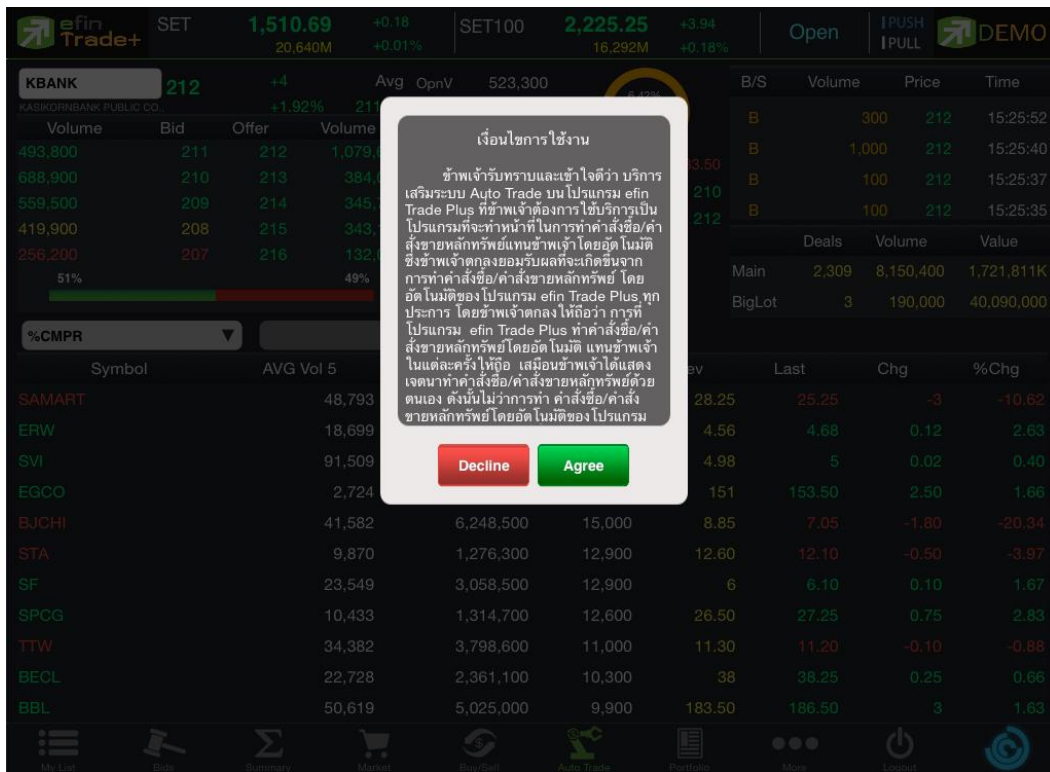 efin Trade+ SET 1,510.69 +0.18 SET100 2,225.25 +3.94 Open PUSH DEMO
20,640M +0.01% 16,292M +0.18% PULL
KBANK 212 +4 Avg OpnV 523,300 B/S Volume Price Time
KASIKORNBANK PUBLIC CO., +1.92% 211 6.42%
Volume Bid Offer Volume B 300 212 15:25:52
493,800 211 212 B 1,000 212 15:25:40
688,900 210 213 210 B 100 212 15:25:37
559,500 209 214 212 B 100 212 15:25:35
419,900 208 215 Deals Volume Value
256,200 207 216 Main 2,309 8,150,400 1,721,811K
51% 49% BigLot 3 190,000 40,090,000
เงื่อนไขการใช้งาน
ข้าพเจ้ารับทราบและเข้าใจดีว่า บริการ
เสริมระบบ Auto Trade บนโปรแกรม efin
Trade Plus ที่ข้าพเจ้าต้องการใช้บริการเป็น
โปรแกรมที่จะทำหน้าที่ในการทำคำสั่งซื้อ/คำ
สั่งขายหลักทรัพย์แทนข้าพเจ้าโดยอัตโนมัติ
ซึ่งข้าพเจ้าตกลงยอมรับผลที่จะเกิดขึ้นจาก
การทำคำสั่งซื้อ/คำสั่งขายหลักทรัพย์ โดย
อัตโนมัติของโปรแกรม efin Trade Plus ทุก
ประการ โดยข้าพเจ้าตกลงให้ถือว่า การที่
โปรแกรม efin Trade Plus ทำคำสั่งซื้อ/คำ
สั่งขายหลักทรัพย์โดยอัตโนมัติ แทนข้าพเจ้า
ในแต่ละครั้งให้ถือ เสมือนข้าพเจ้าได้แสดง
เจตนาทำคำสั่งซื้อ/คำสั่งขายหลักทรัพย์ด้วย
ตนเอง ดังนั้นไม่ว่าการทำ คำสั่งซื้อ/คำสั่ง
ขายหลักทรัพย์โดยอัตโนมัติของโปรแกรม
Decline Agree
%CMPR
Symbol AVG Vol 5 Last Chg %Chg
SAMART 48,793 28.25 25.25 -3 -10.62
ERW 18,699 4.56 4.68 0.12 2.63
SVI 91,509 4.98 5 0.02 0.40
EGCO 2,724 151 153.50 2.50 1.66
BJCHI 41,582 6,248,500 15,000 8.85 7.05 -1.80 -20.34
STA 9,870 1,276,300 12,900 12.60 12.10 -0.50 -3.97
SF 23,549 3,058,500 12,900 6 6.10 0.10 1.67
SPCG 10,433 1,314,700 12,600 26.50 27.25 0.75 2.83
TTW 34,382 3,798,600 11,000 11.30 11.20 -0.10 -0.88
BECL 22,728 2,361,100 10,300 38 38.25 0.25 0.66
BBL 50,619 5,025,000 9,900 183.50 186.50 3 1.63
My List Bids Summary Market Buy/Sell Auto Trade Portfolio More Logout